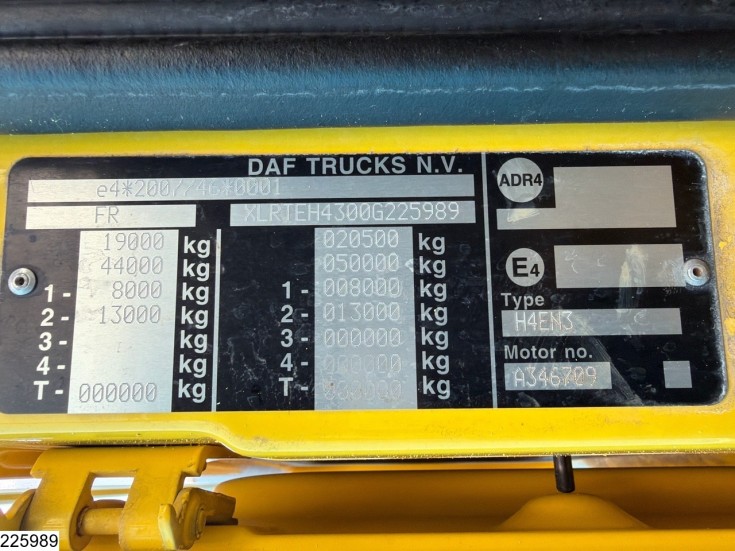 DAF TRUCKS N.V.
e4*2007/46*0001
FR XLRTEH4300G225989
19000 kg 020500 kg
44000 kg 050000 kg
1- 8000 kg 1- 008000 kg
2- 13000 kg 2- 013000 kg
3- kg 3- 000000 kg
4- kg 4- 000000 kg
T- 000000 kg T- 000000 kg
ADR4
E4
Type
H4EN3
Motor no.
A346709
225989